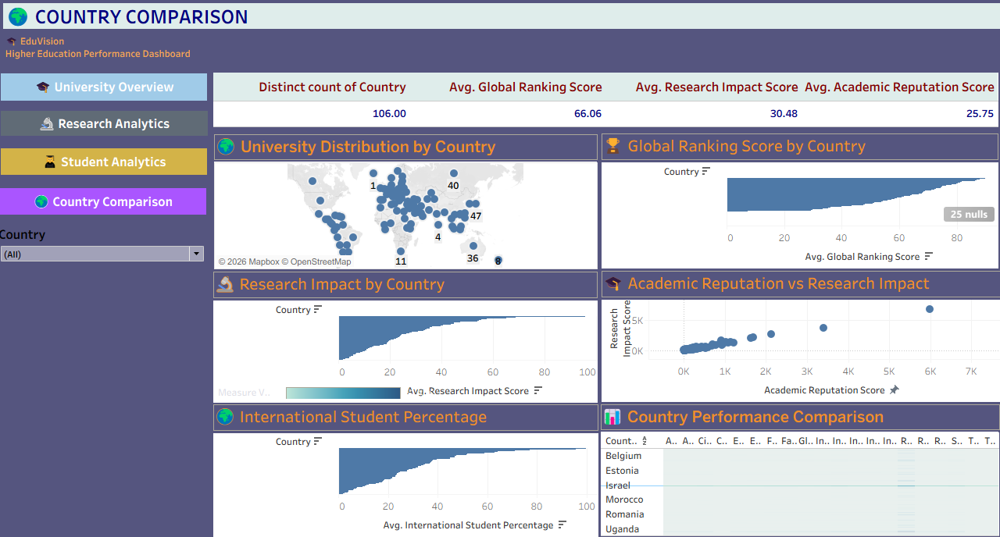 COUNTRY COMPARISON
EduVision
Higher Education Performance Dashboard
University Overview
Research Analytics
Student Analytics
Country Comparison
Country
(All)
Distinct count of Country Avg. Global Ranking Score Avg. Research Impact Score Avg. Academic Reputation Score
106.00 66.06 30.48 25.75
University Distribution by Country
1 40
47
4
11 36 8
© 2026 Mapbox © OpenStreetMap
Global Ranking Score by Country
Country
25 nulls
0 20 40 60 80
Avg. Global Ranking Score
Research Impact by Country
Country
0 20 40 60 80 100
Measure V..
Avg. Research Impact Score
Academic Reputation vs Research Impact
Research
Impact Score
5K
0K
0K 1K 2K 3K 4K 5K 6K 7K
Academic Reputation Score
International Student Percentage
Country
0 20 40 60 80 100
Avg. International Student Percentage
Country Performance Comparison
Count.. A.. A.. Ci.. C.. E.. E.. F.. Fa.. Gl.. In.. In.. In.. In.. In.. R.. R.. R.. S.. T.. T..
Belgium
Estonia
Israel
Morocco
Romania
Uganda